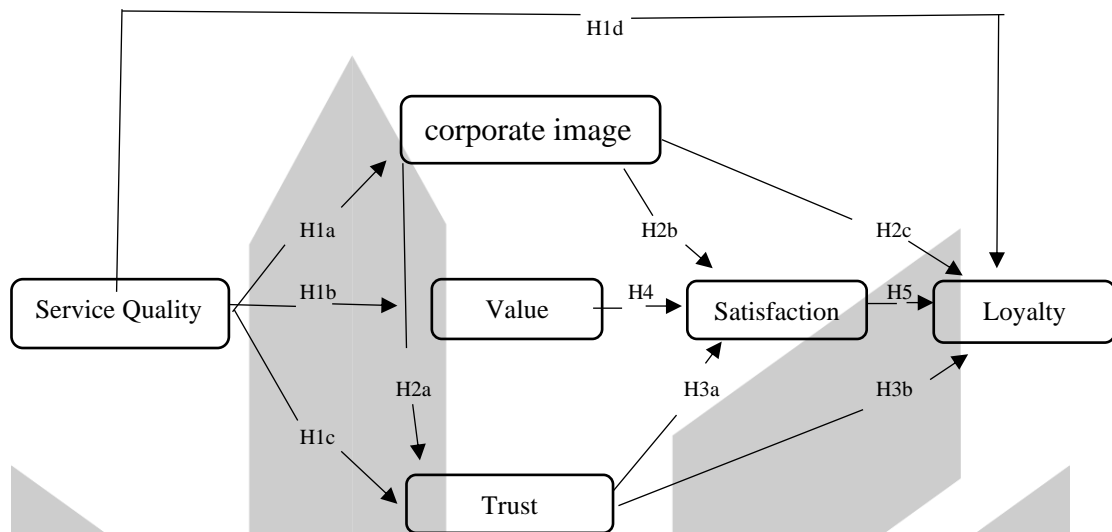 H1d
corporate image
H1a
H2b
H2c
Service Quality
H1b
Value
H4
Satisfaction
H5
Loyalty
H2a
H3a
H3b
H1c
Trust